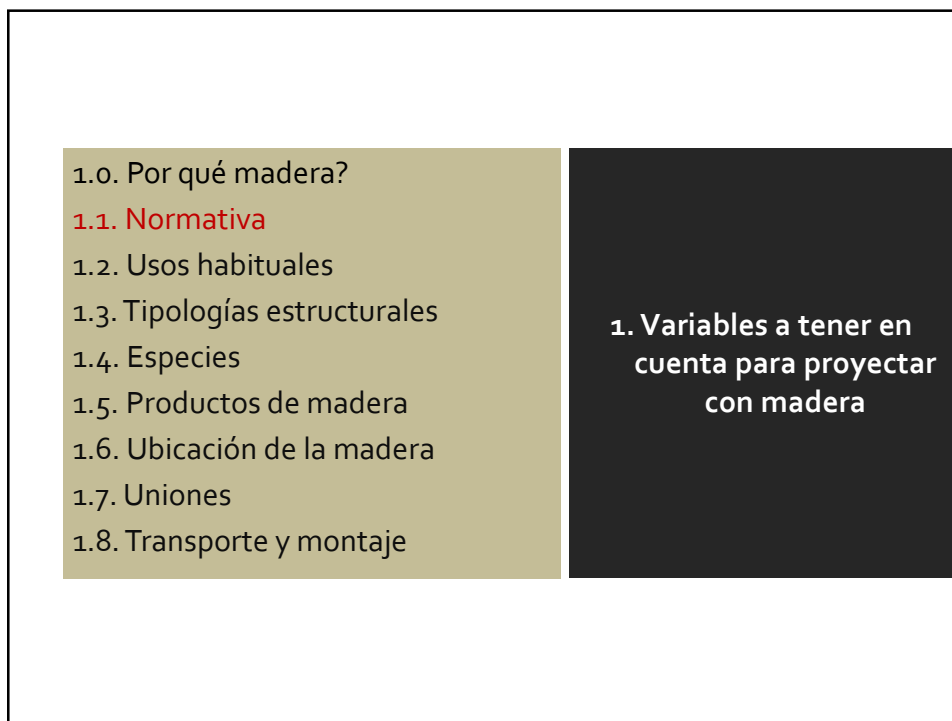 1.0. Por qué madera?
1.1. Normativa
1.2. Usos habituales
1.3. Tipologías estructurales
1.4. Especies
1.5. Productos de madera
1.6. Ubicación de la madera
1.7. Uniones
1.8. Transporte y montaje
1. Variables a tener en
cuenta para proyectar
con madera